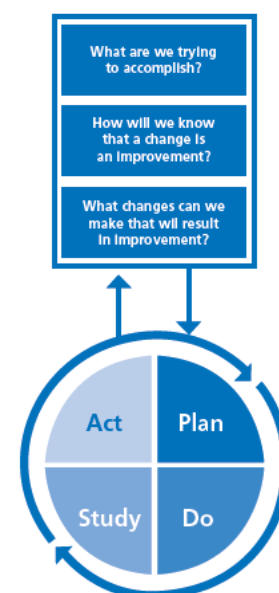 What are we trying
to accomplish?
How will we know
that a change is
an improvement?
What changes can we
make that will result
in improvement?
Act
Plan
Study
Do